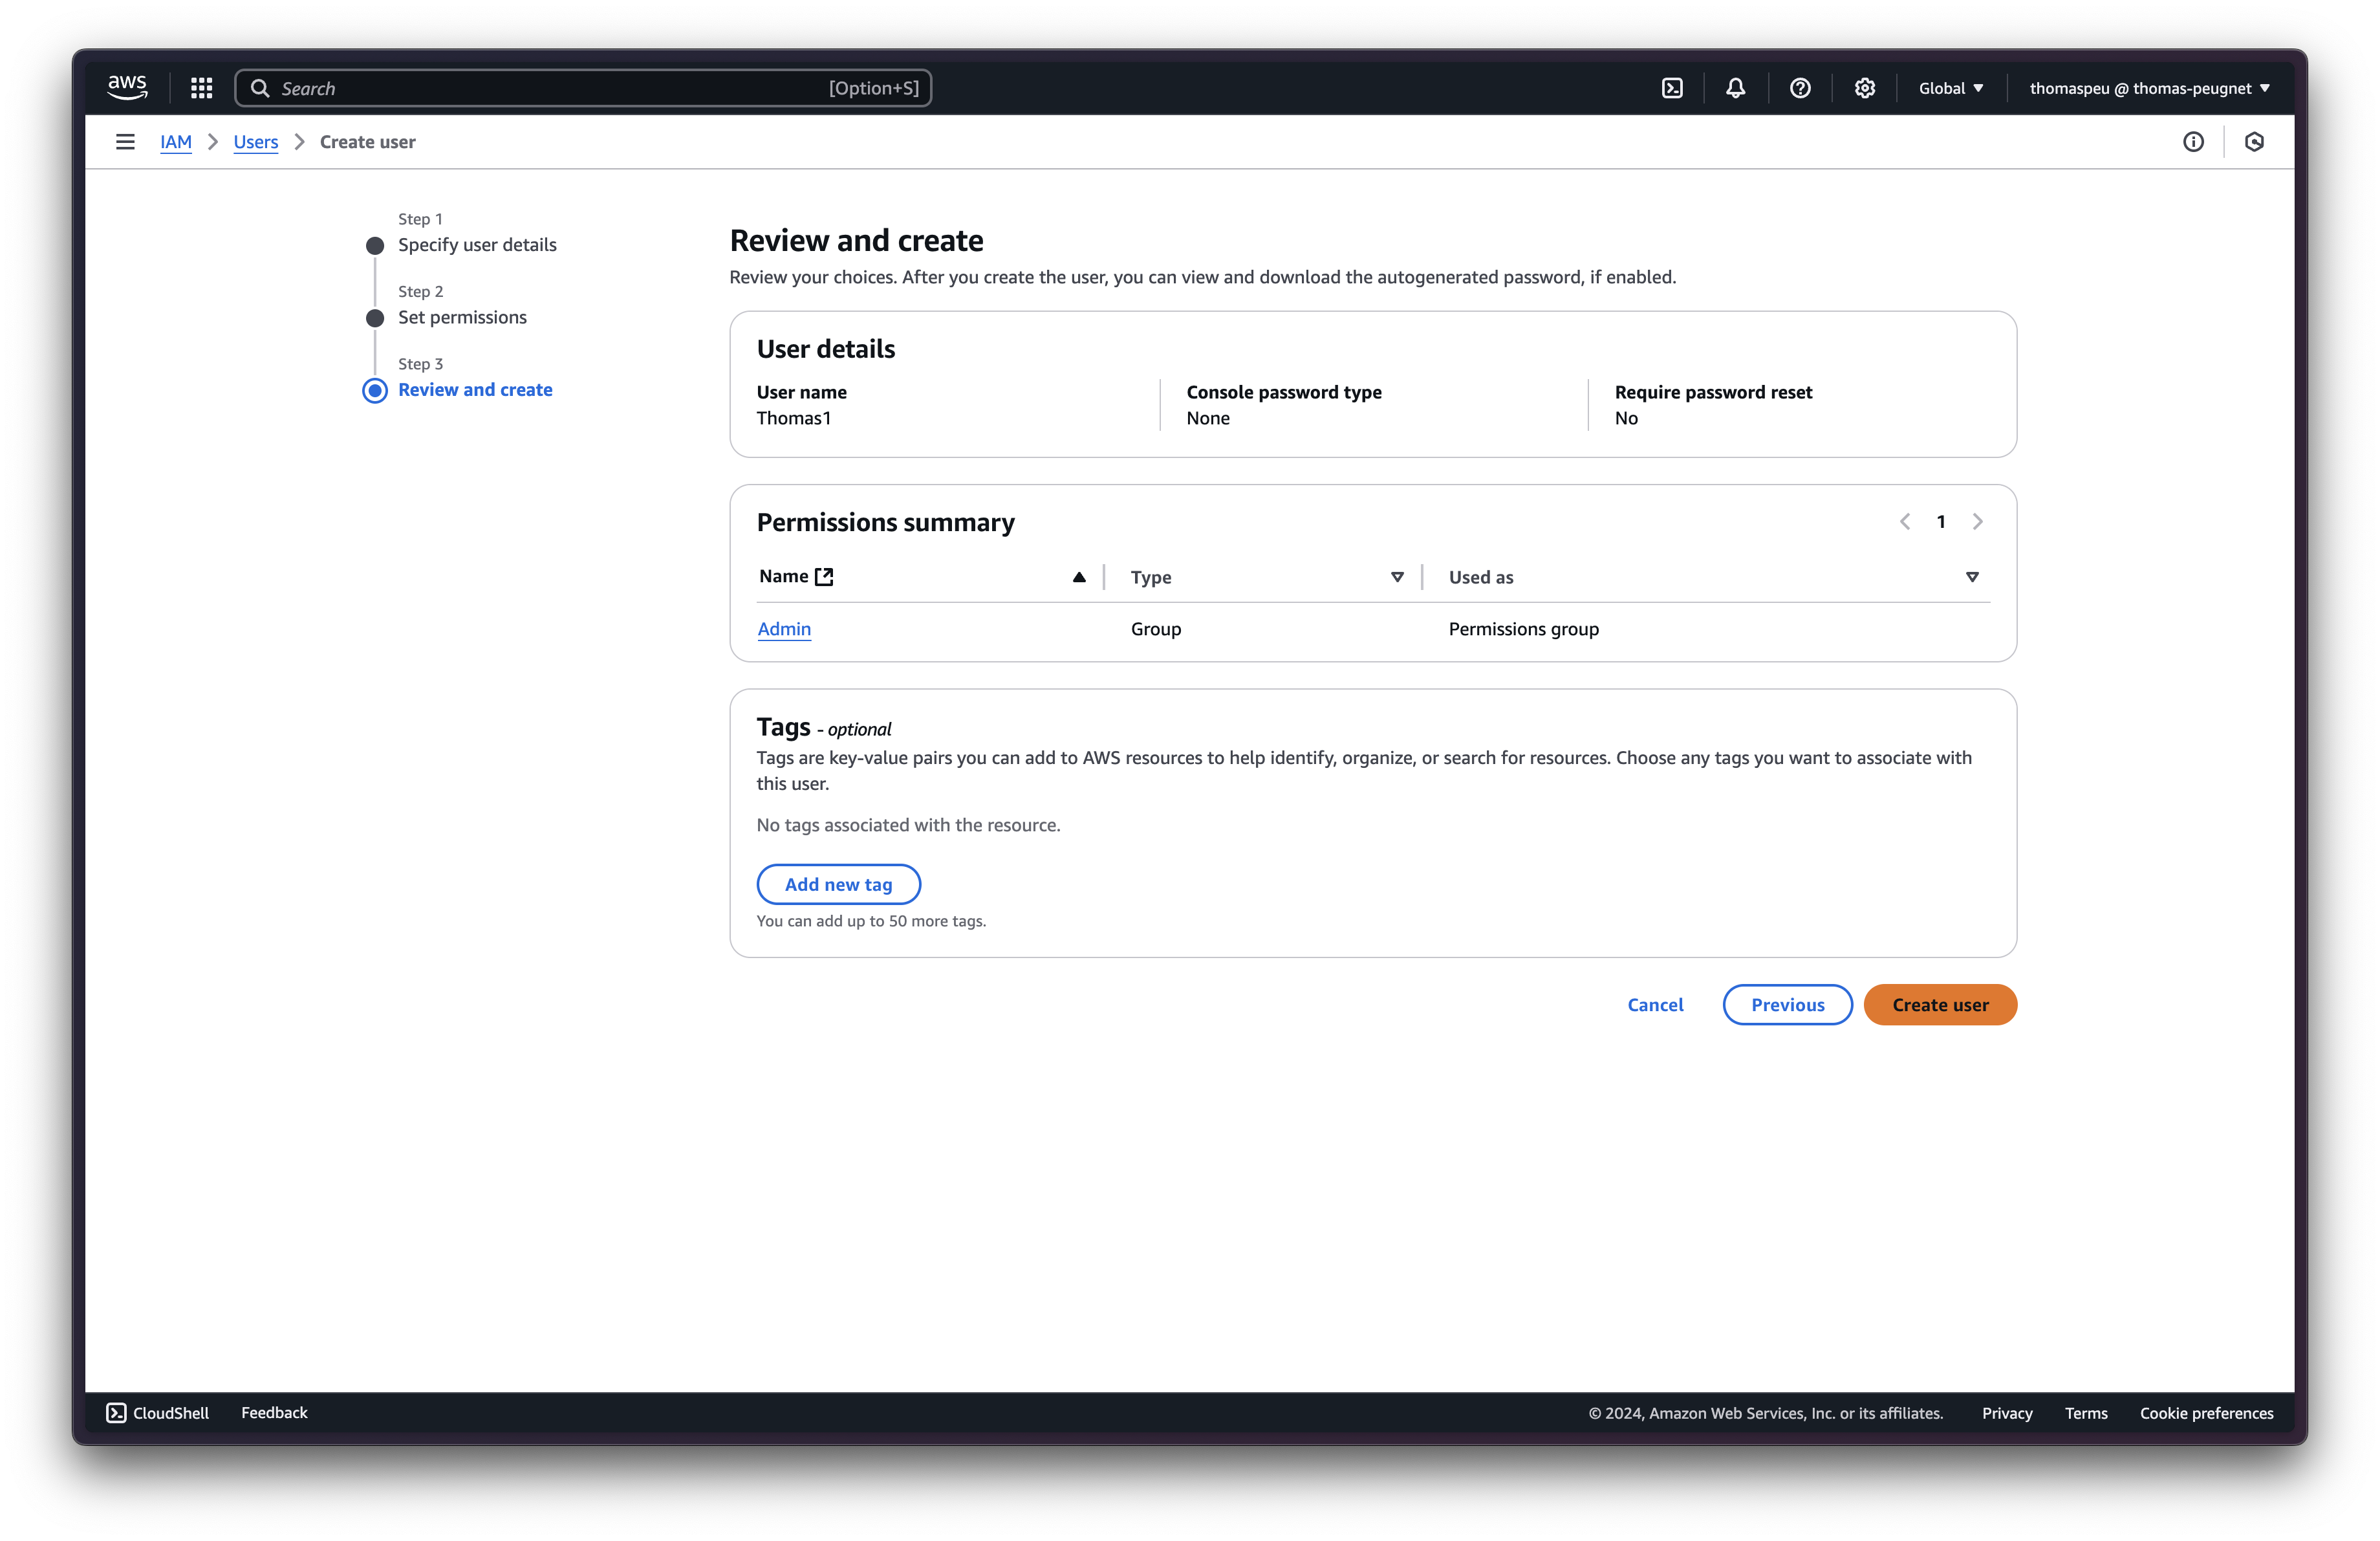 aws
Search [Option+S]
Global
thomaspeu @ thomas-peugnet
IAM > Users > Create user
Step 1
Specify user details
Step 2
Set permissions
Step 3
Review and create
Review and create
Review your choices. After you create the user, you can view and download the autogenerated password, if enabled.
User details
User name
Thomas1
Console password type
None
Require password reset
No
Permissions summary
1
Name Type Used as
Admin Group Permissions group
Tags - optional
Tags are key-value pairs you can add to AWS resources to help identify, organize, or search for resources. Choose any tags you want to associate with
this user.
No tags associated with the resource.
Add new tag
You can add up to 50 more tags.
Cancel Previous Create user
CloudShell Feedback © 2024, Amazon Web Services, Inc. or its affiliates. Privacy Terms Cookie preferences